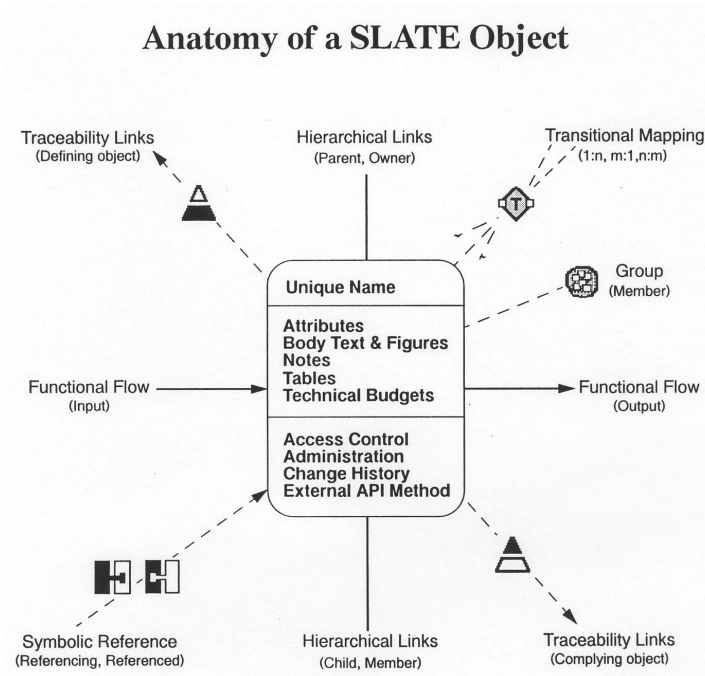 Anatomy of a SLATE Object
Traceability Links
(Defining object)
Hierarchical Links
(Parent, Owner)
Transitional Mapping
(1:n, m:1,n:m)
T
Group
(Member)
Unique Name
Attributes
Body Text & Figures
Notes
Tables
Technical Budgets
Functional Flow
(Input)
Functional Flow
(Output)
Access Control
Administration
Change History
External API Method
Symbolic Reference
(Referencing, Referenced)
Hierarchical Links
(Child, Member)
Traceability Links
(Complying object)